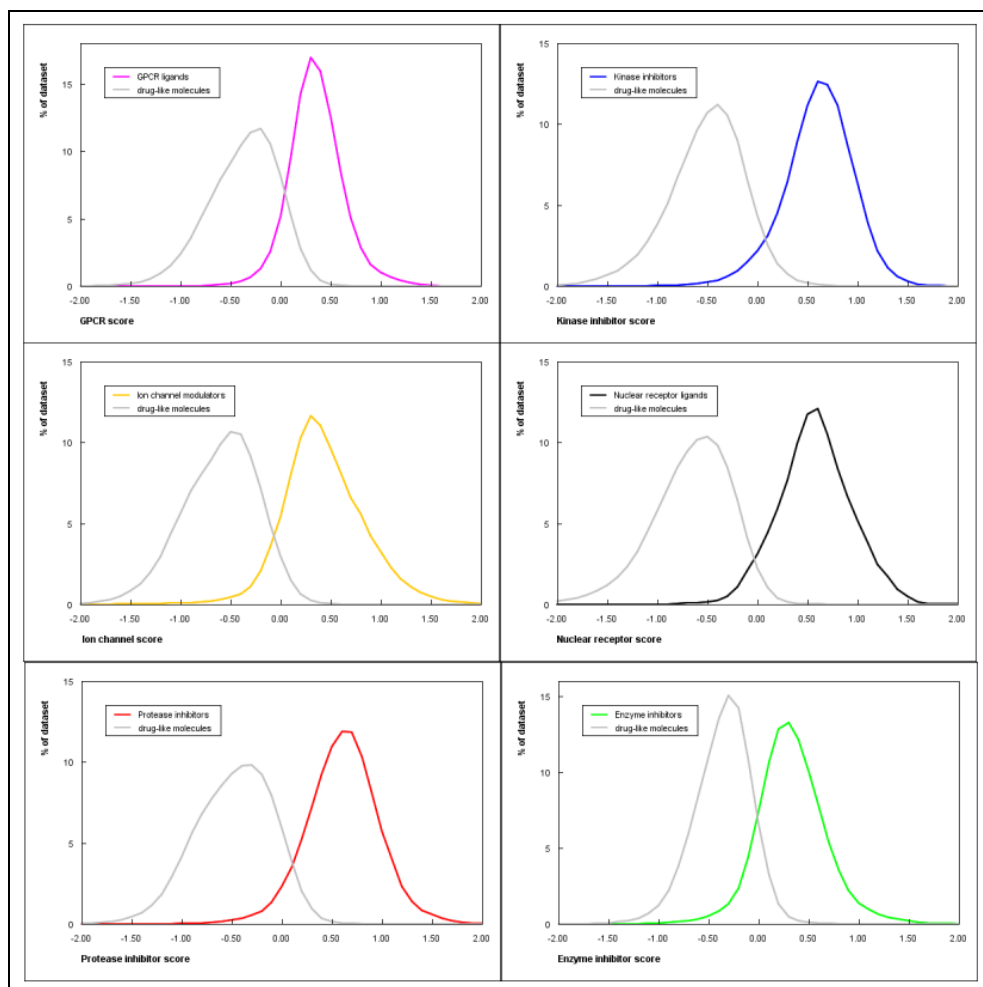 % of dataset
GPCR ligands
drug-like molecules
15
10
5
0
-2.00 -1.50 -1.00 -0.50 0.00 0.50 1.00 1.50 2.00
GPCR score
% of dataset
Kinase inhibitors
drug-like molecules
15
10
5
0
-2.00 -1.50 -1.00 -0.50 0.00 0.50 1.00 1.50 2.00
Kinase inhibitor score
% of dataset
Ion channel modulators
drug-like molecules
15
10
5
0
-2.00 -1.50 -1.00 -0.50 0.00 0.50 1.00 1.50 2.00
Ion channel score
% of dataset
Nuclear receptor ligands
drug-like molecules
15
10
5
0
-2.00 -1.50 -1.00 -0.50 0.00 0.50 1.00 1.50 2.00
Nuclear receptor score
% of dataset
Protease inhibitors
drug-like molecules
15
10
5
0
-2.00 -1.50 -1.00 -0.50 0.00 0.50 1.00 1.50 2.00
Protease inhibitor score
% of dataset
Enzyme inhibitors
drug-like molecules
15
10
5
0
-2.00 -1.50 -1.00 -0.50 0.00 0.50 1.00 1.50 2.00
Enzyme inhibitor score